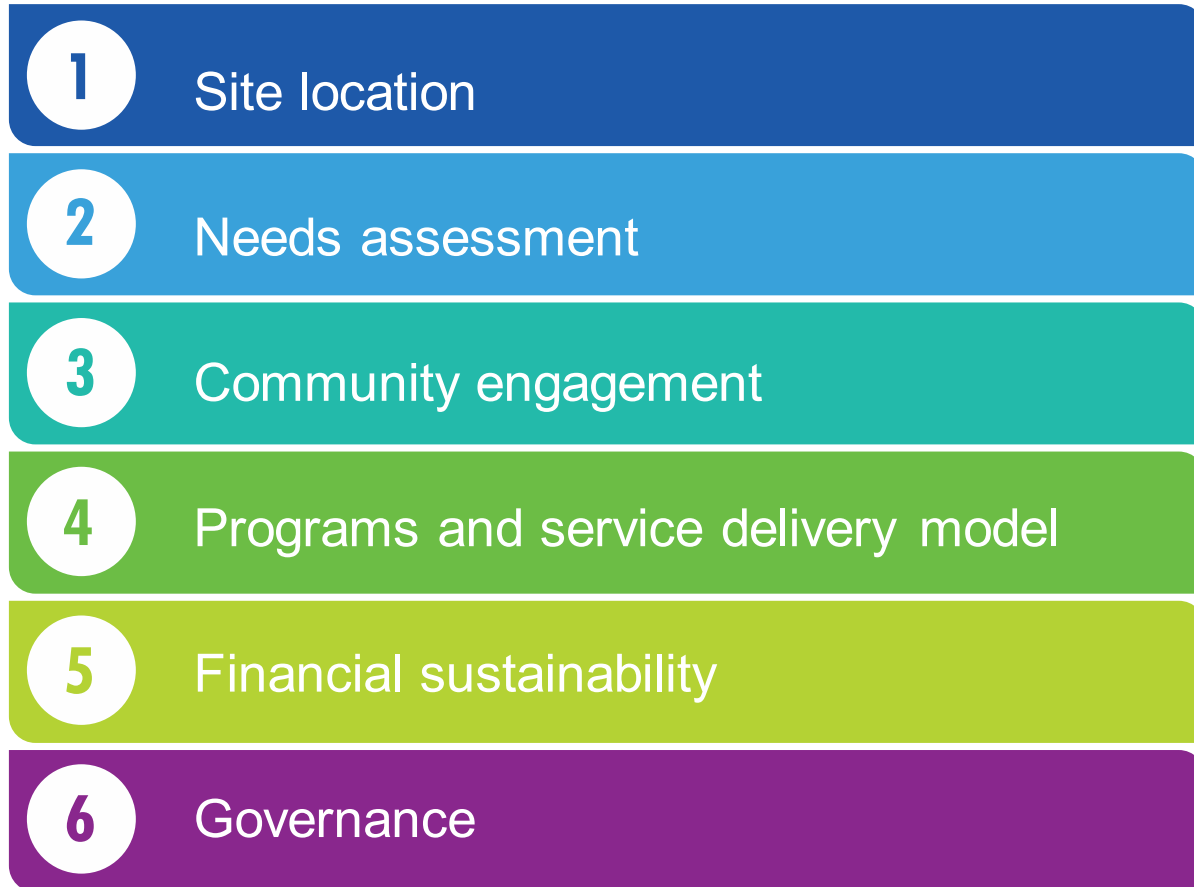 1 Site location
2 Needs assessment
3 Community engagement
4 Programs and service delivery model
5 Financial sustainability
6 Governance